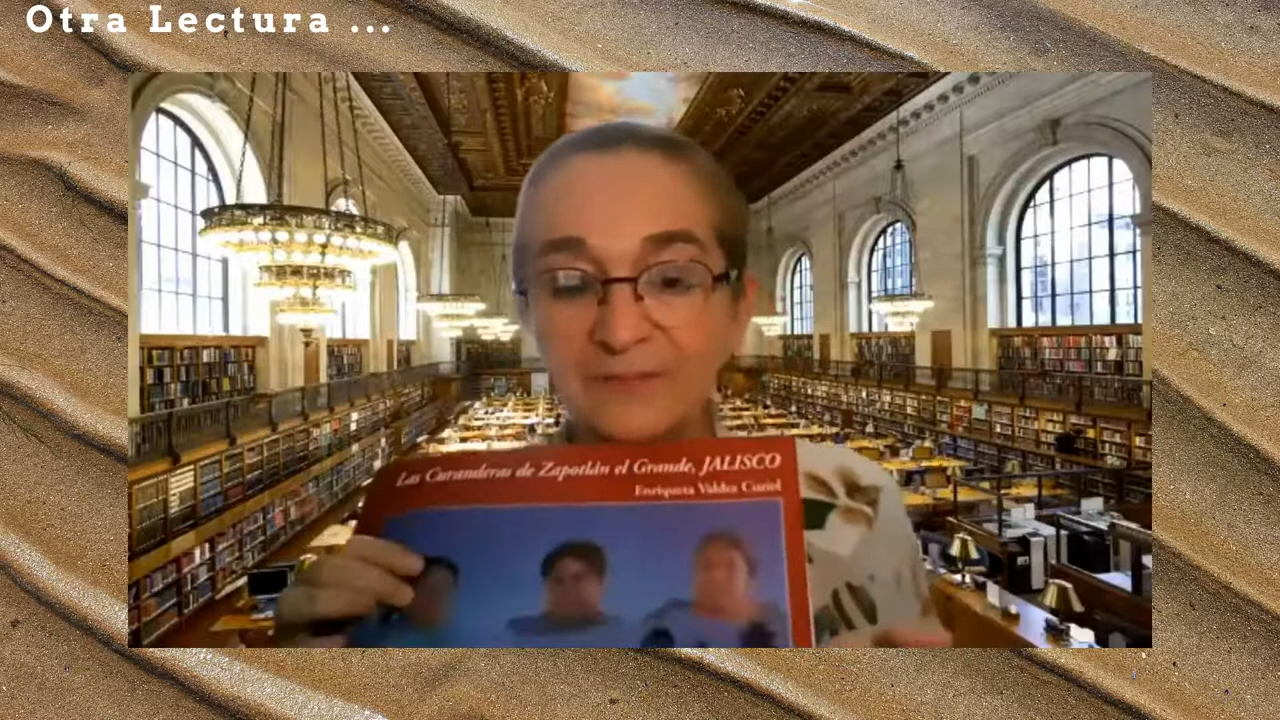 Otra Lectura ...
Las Curanderas de Zapotlán el Grande, JALISCO
Enriqueta Valdez Curiel